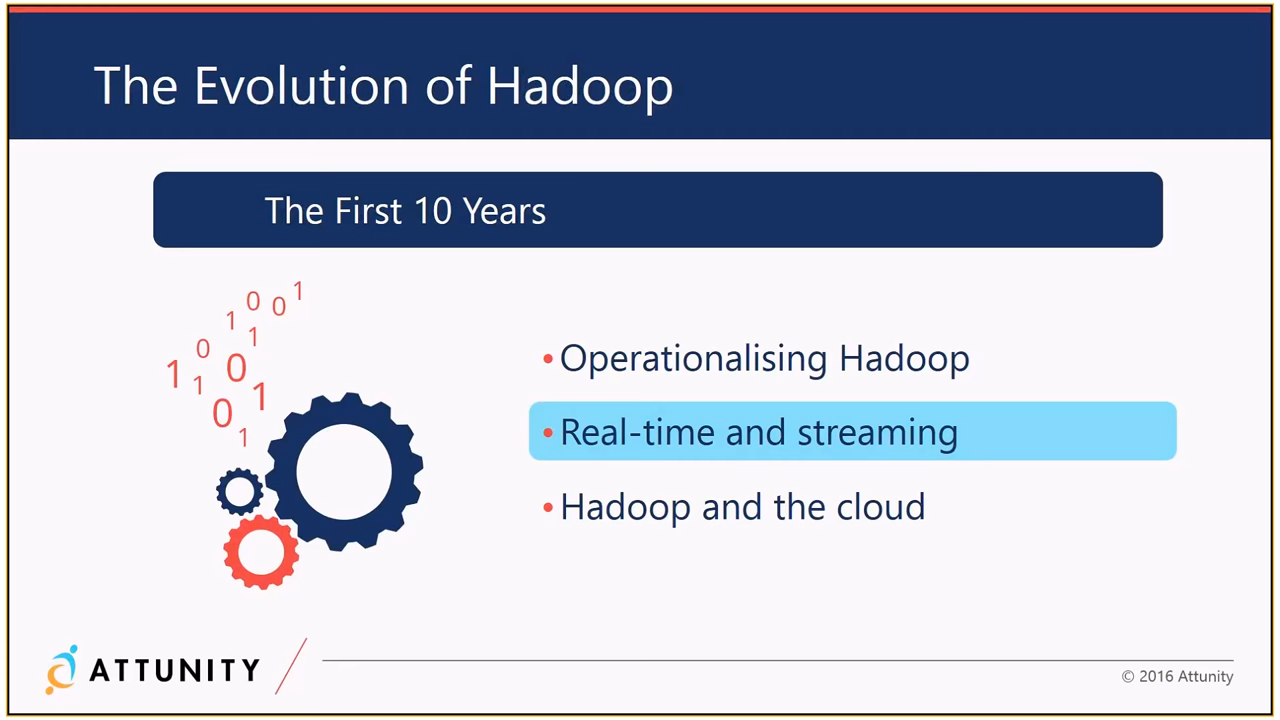 The Evolution of Hadoop
The First 10 Years
1 0 0 1
1
0 1
1 1 0
0 1
1
• Operationalising Hadoop
• Real-time and streaming
• Hadoop and the cloud
ATTUNITY
© 2016 Attunity